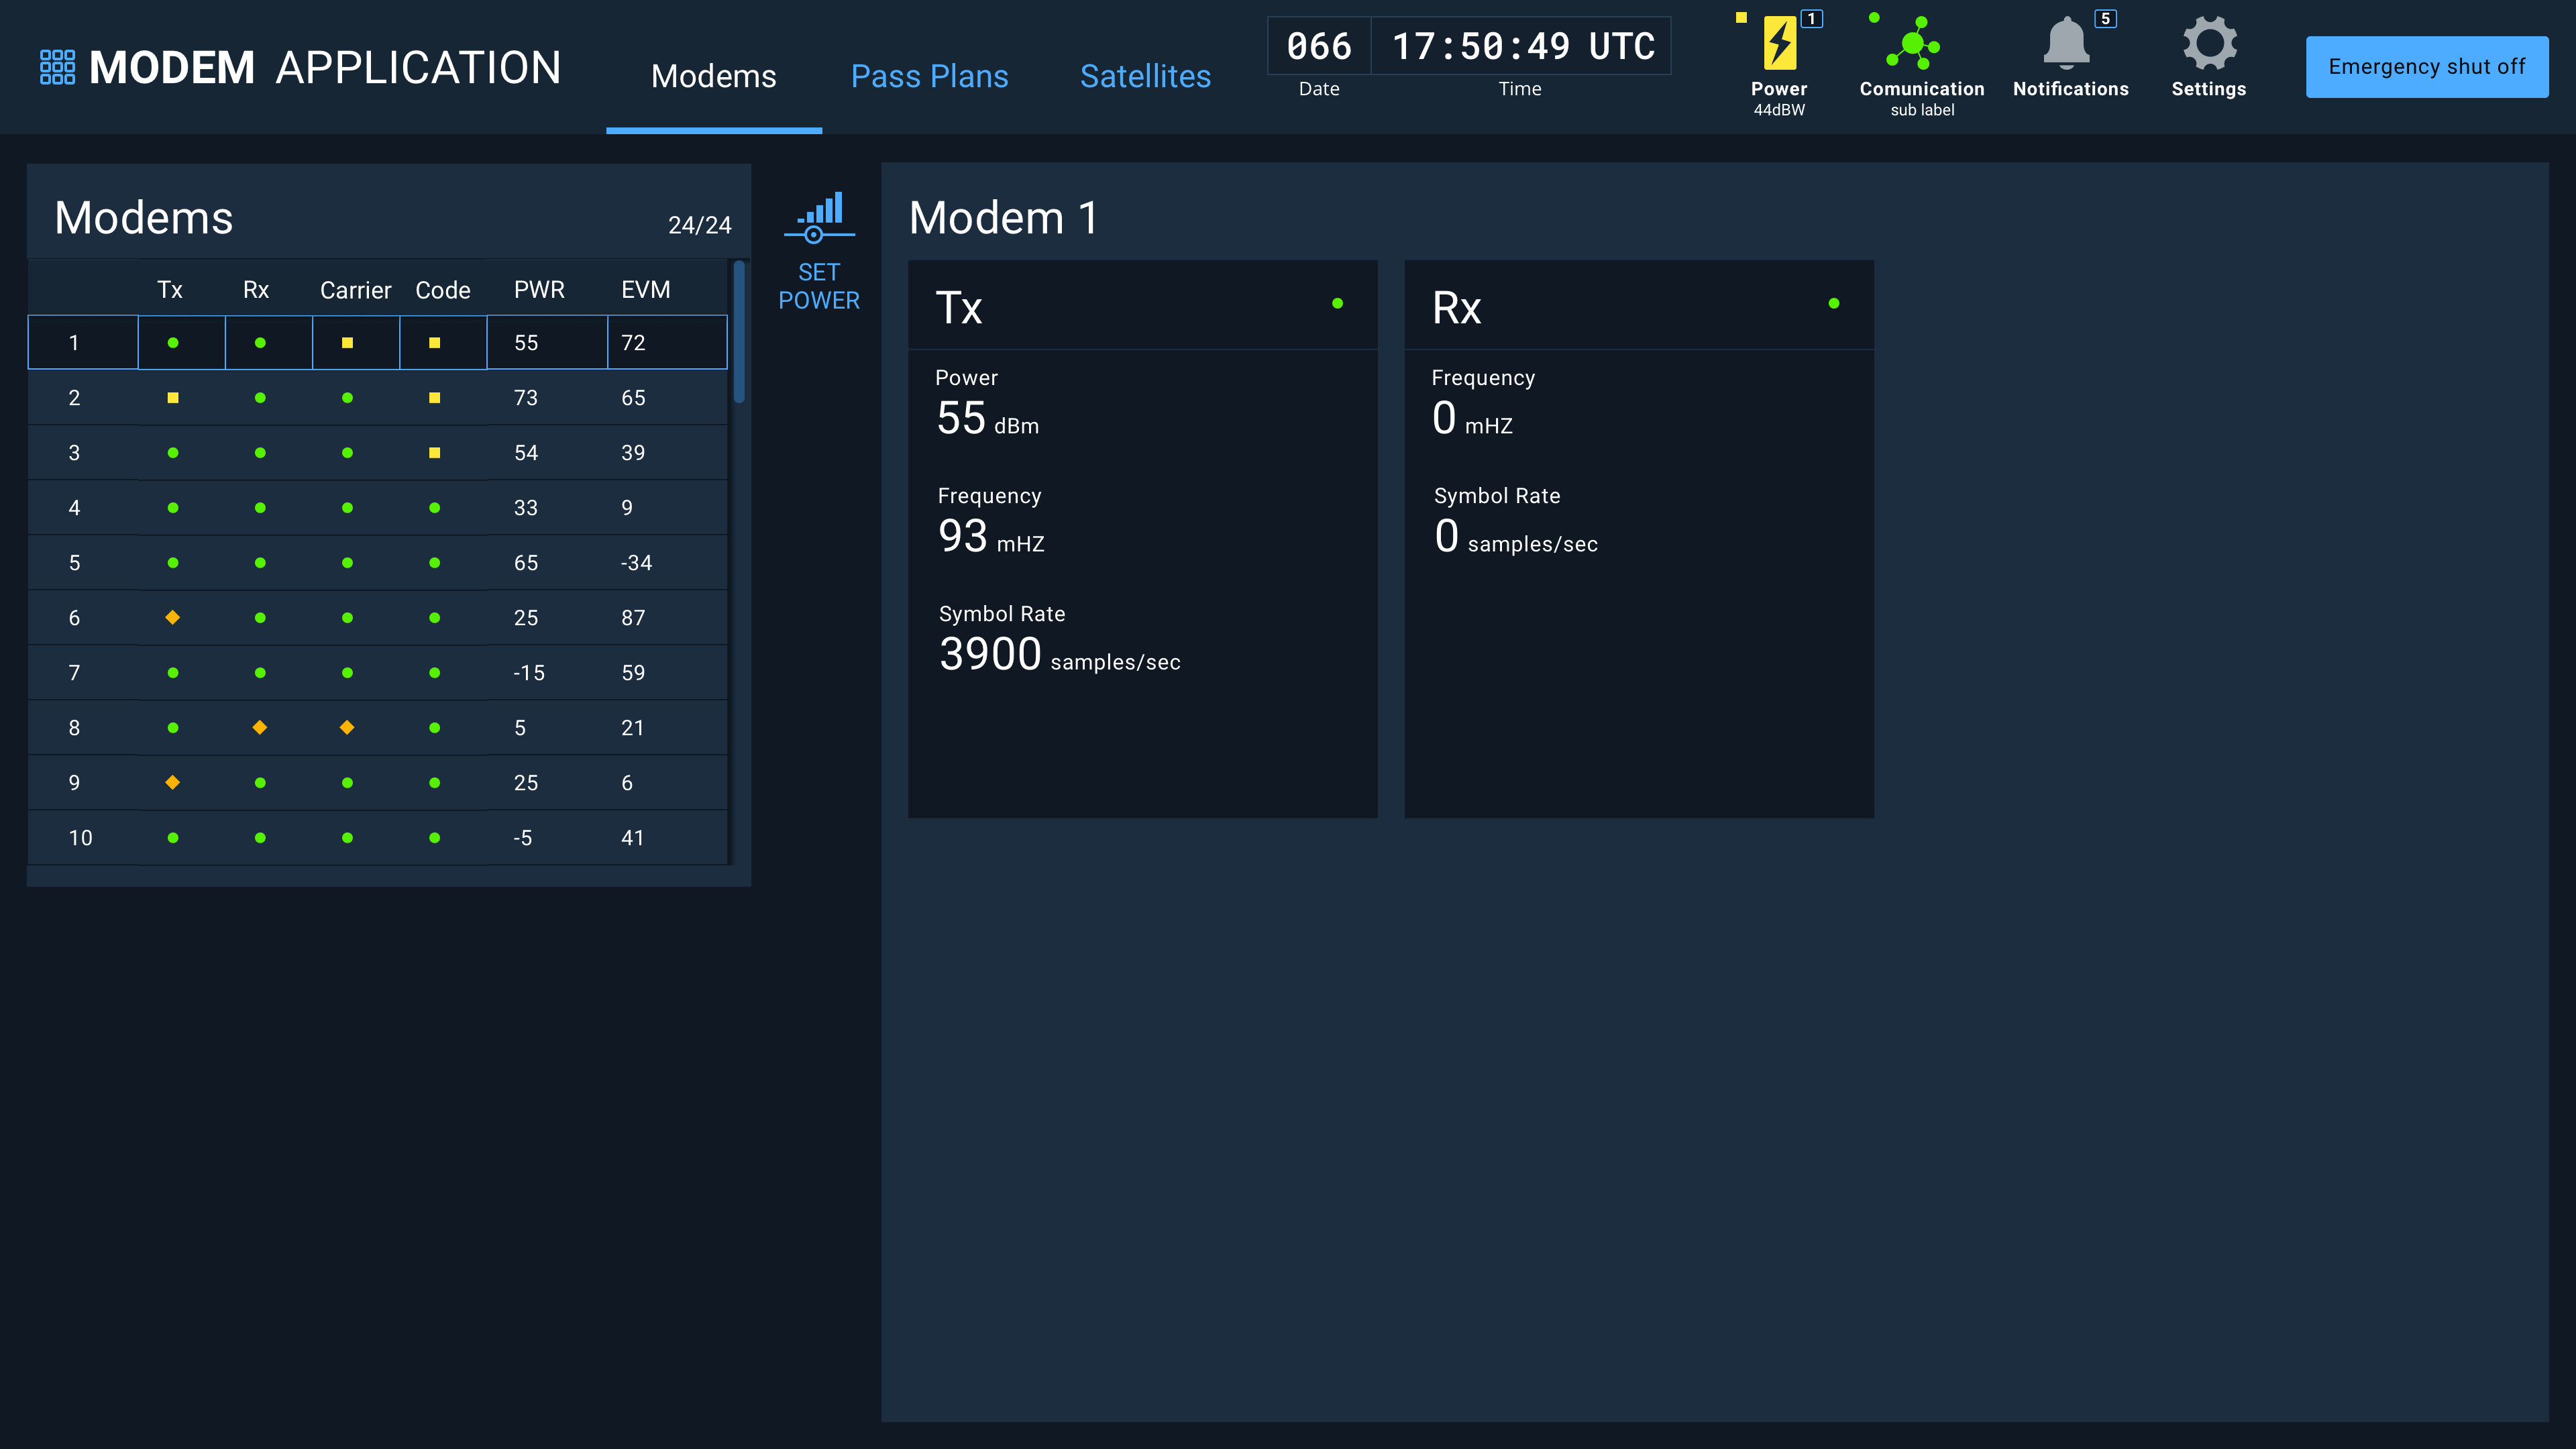 MODEM APPLICATION
Modems
Pass Plans
Satellites
066
17:50:49 UTC
Date
Time
1
Power
44dBW
Comunication
sub label
5
Notifications
Settings
Emergency shut off
Modems
24/24
Tx Rx Carrier Code PWR EVM
1 55 72
2 73 65
3 54 39
4 33 9
5 65 -34
6 25 87
7 -15 59
8 5 21
9 25 6
10 -5 41
SET
POWER
Modem 1
Tx
Power
55 dBm
Frequency
93 mHZ
Symbol Rate
3900 samples/sec
Rx
Frequency
0 mHZ
Symbol Rate
0 samples/sec